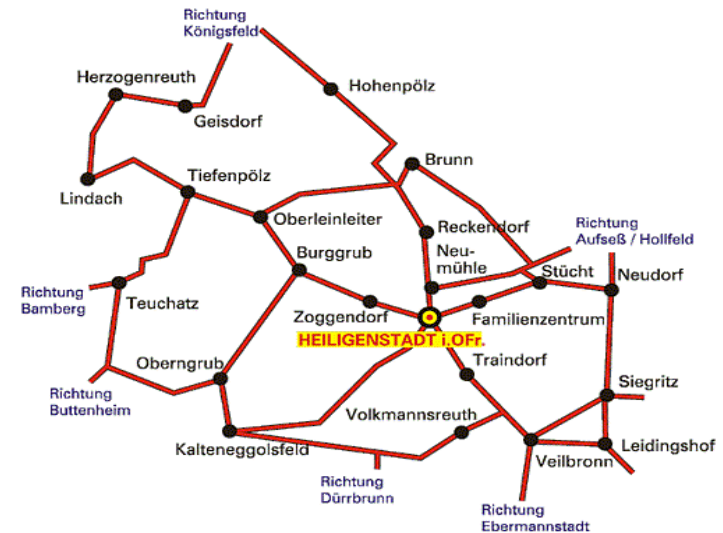 Richtung
Königsfeld
Herzogenreuth
Hohenpölz
Geisdorf
Brunn
Tiefenpölz
Lindach
Oberleinleiter
Reckendorf
Richtung
Aufseß / Hollfeld
Burggrub
Neu-
mühle
Stücht
Neudorf
Richtung
Bamberg
Teuchatz
Zoggendorf
Familienzentrum
HEILIGENSTADT i.OFr.
Oberngrub
Traindorf
Siegritz
Richtung
Buttenheim
Volkmannsreuth
Kalteneggolsfeld
Leidingshof
Veilbronn
Richtung
Dürrbrunn
Richtung
Ebermannstadt